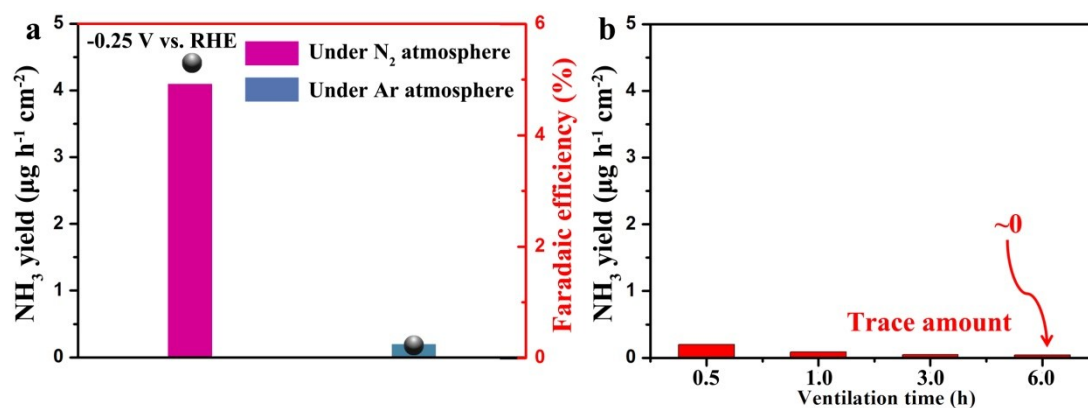 a
-0.25 V vs. RHE
Under N₂ atmosphere
Under Ar atmosphere
NH₃ yield (µg h⁻¹ cm⁻²)
5
4
3
2
1
0
Faradaic efficiency (%)
6
4
2
0
b
NH₃ yield (µg h⁻¹ cm⁻²)
5
4
3
2
1
0
~0
Trace amount
0.5 1.0 3.0 6.0
Ventilation time (h)